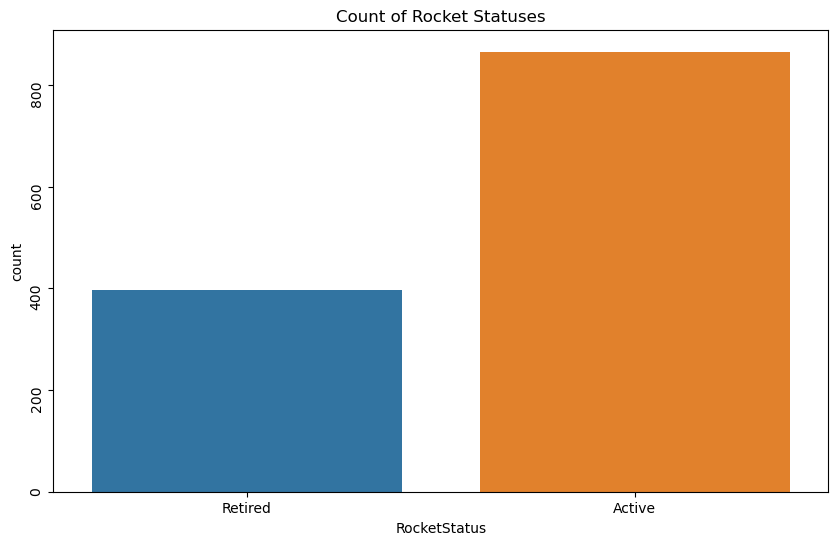 Count of Rocket Statuses
count
800
600
400
200
0
Retired Active
RocketStatus